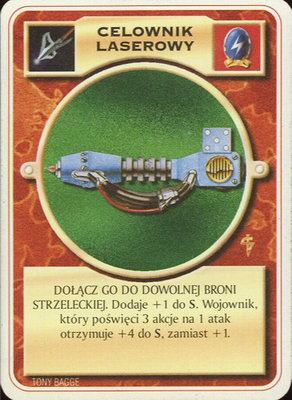 CELOWNIK
LASEROWY
DOŁĄCZ GO DO DOWOLNEJ BRONI
STRZELECKIEJ. Dodaje +1 do S. Wojownik,
który poświęci 3 akcje na 1 atak
otrzymuje +4 do S, zamiast +1.
TONY BAGGE